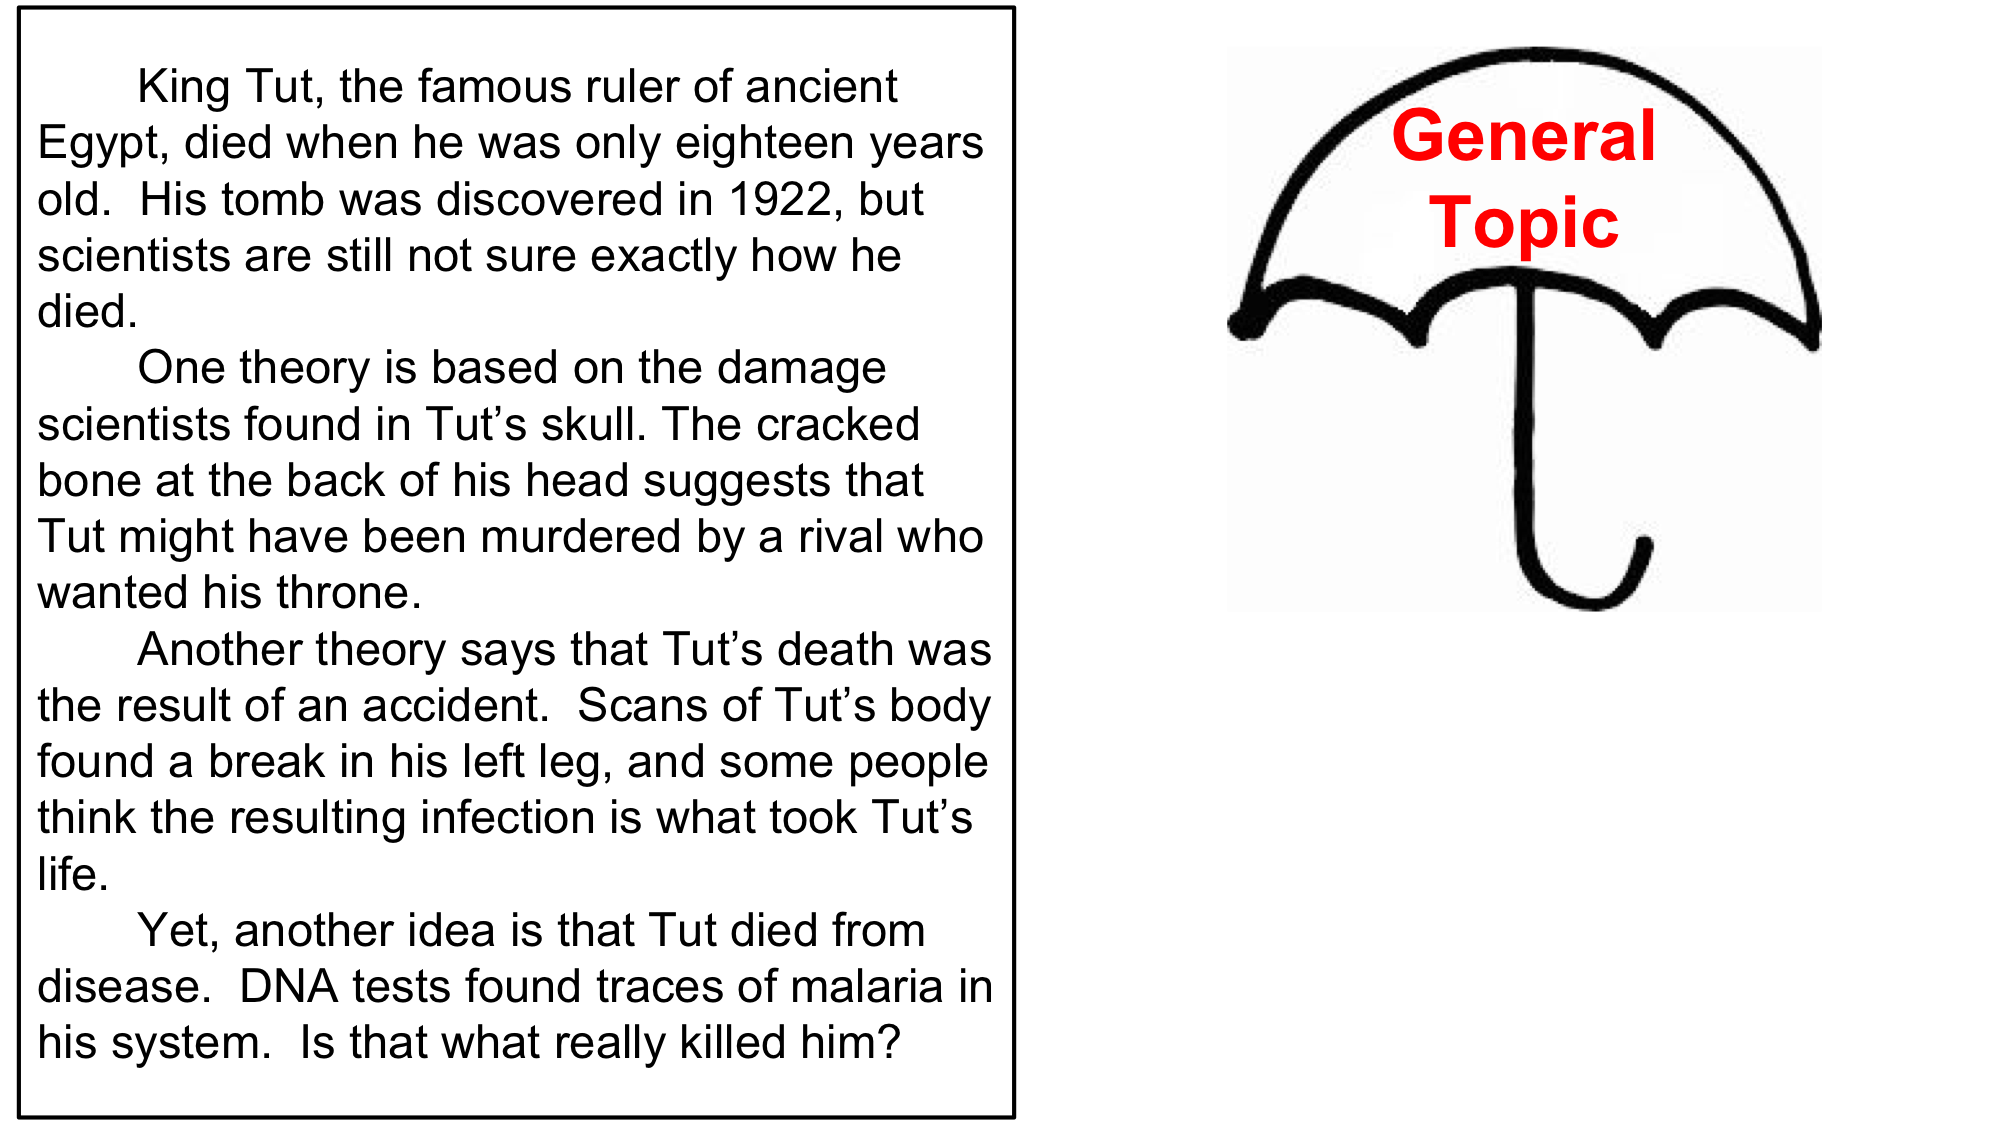 King Tut, the famous ruler of ancient
Egypt, died when he was only eighteen years
old.  His tomb was discovered in 1922, but
scientists are still not sure exactly how he
died.
One theory is based on the damage
scientists found in Tut’s skull. The cracked
bone at the back of his head suggests that
Tut might have been murdered by a rival who
wanted his throne.
Another theory says that Tut’s death was
the result of an accident.  Scans of Tut’s body
found a break in his left leg, and some people
think the resulting infection is what took Tut’s
life.
Yet, another idea is that Tut died from
disease.  DNA tests found traces of malaria in
his system.  Is that what really killed him?
General
Topic